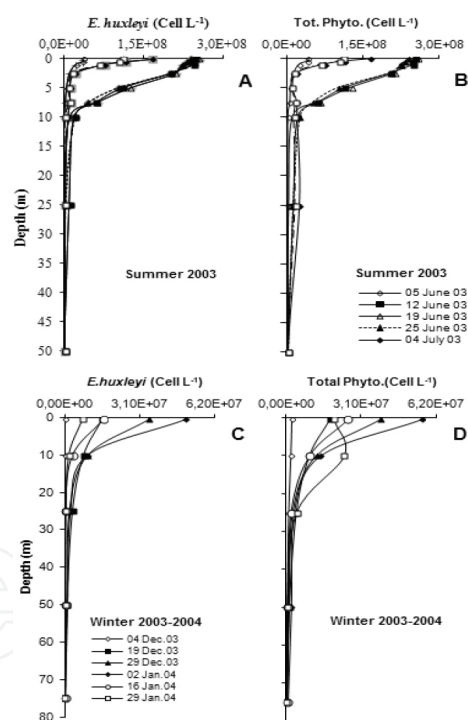 E. huxleyi (Cell L-1)
0,0E+00 1,5E+08 3,0E+08
Tot. Phyto. (Cell L-1)
0,0E+00 1,5E+08 3,0E+08
0
5
10
15
20
25
30
35
40
45
50
Depth (m)
A
B
Summer 2003
Summer 2003
05 June 03
12 June 03
19 June 03
25 June 03
04 July 03
E.huxleyi (Cell L-1)
0,00E+00 3,10E+07 6,20E+07
Total Phyto.(Cell L-1)
0,00E+00 3,10E+07 6,20E+07
0
10
20
30
40
50
60
70
80
Depth (m)
C
D
Winter 2003-2004
04 Dec.03
19 Dec.03
29 Dec.03
02 Jan.04
16 Jan.04
29 Jan.04
Winter 2003-2004